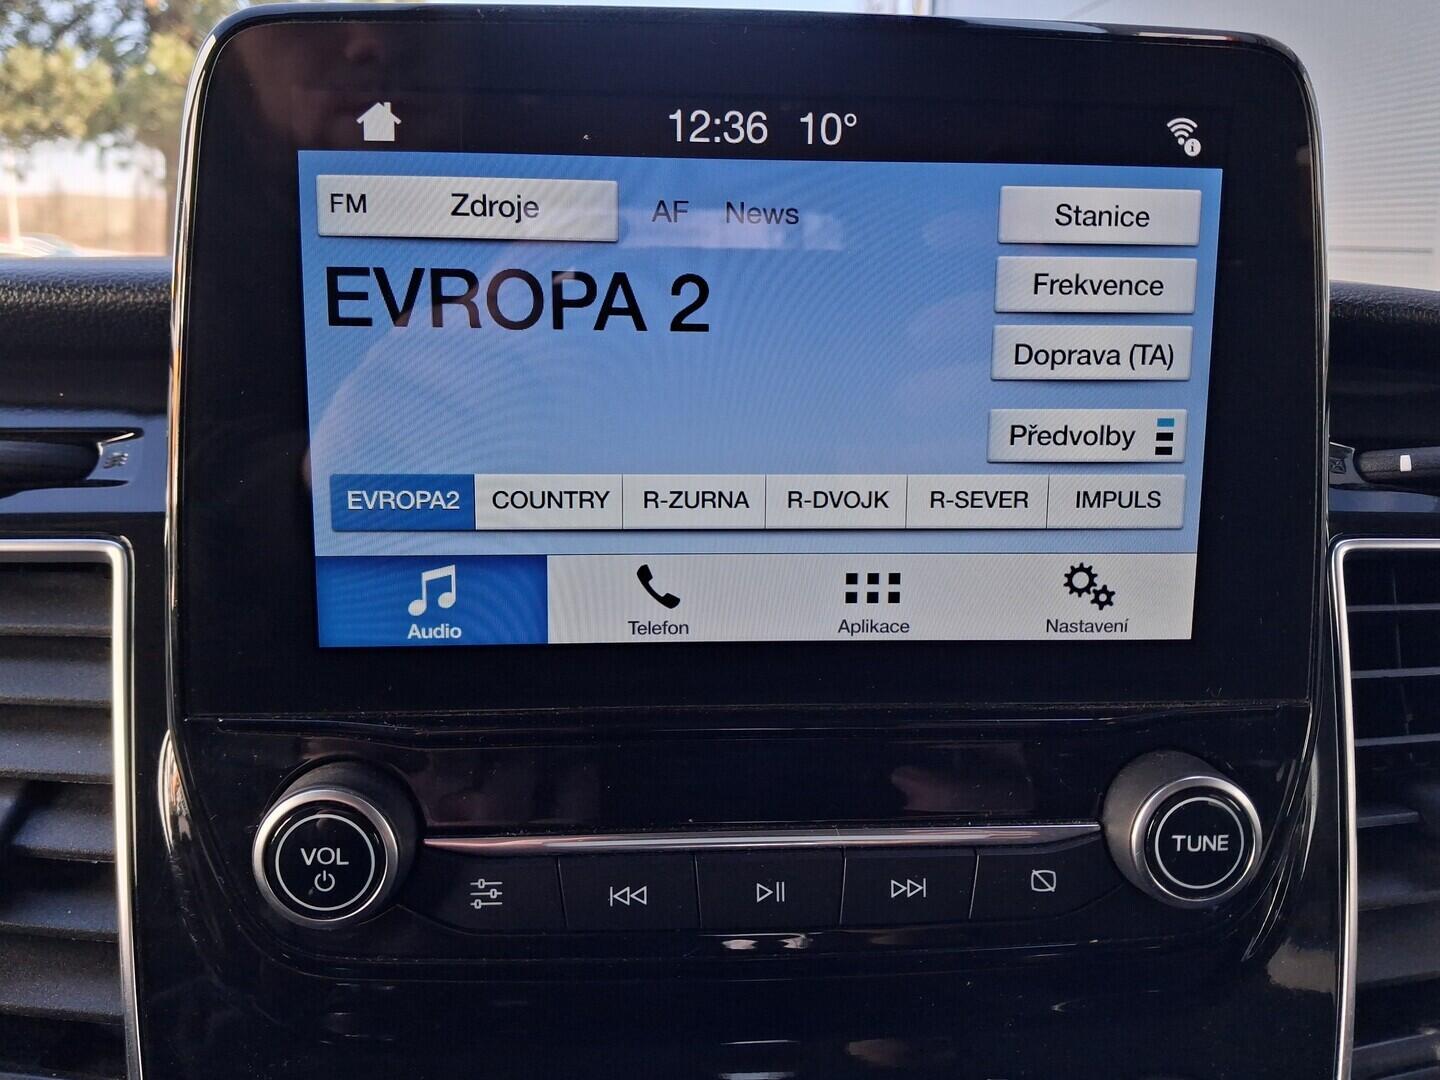 12:36 10°
FM Zdroje AF News Stanice
EVROPA 2
Frekvence
Doprava (TA)
Předvolby
EVROPA2 COUNTRY R-ZURNA R-DVOJK R-SEVER IMPULS
Audio Telefon Aplikace Nastavení
VOL
TUNE